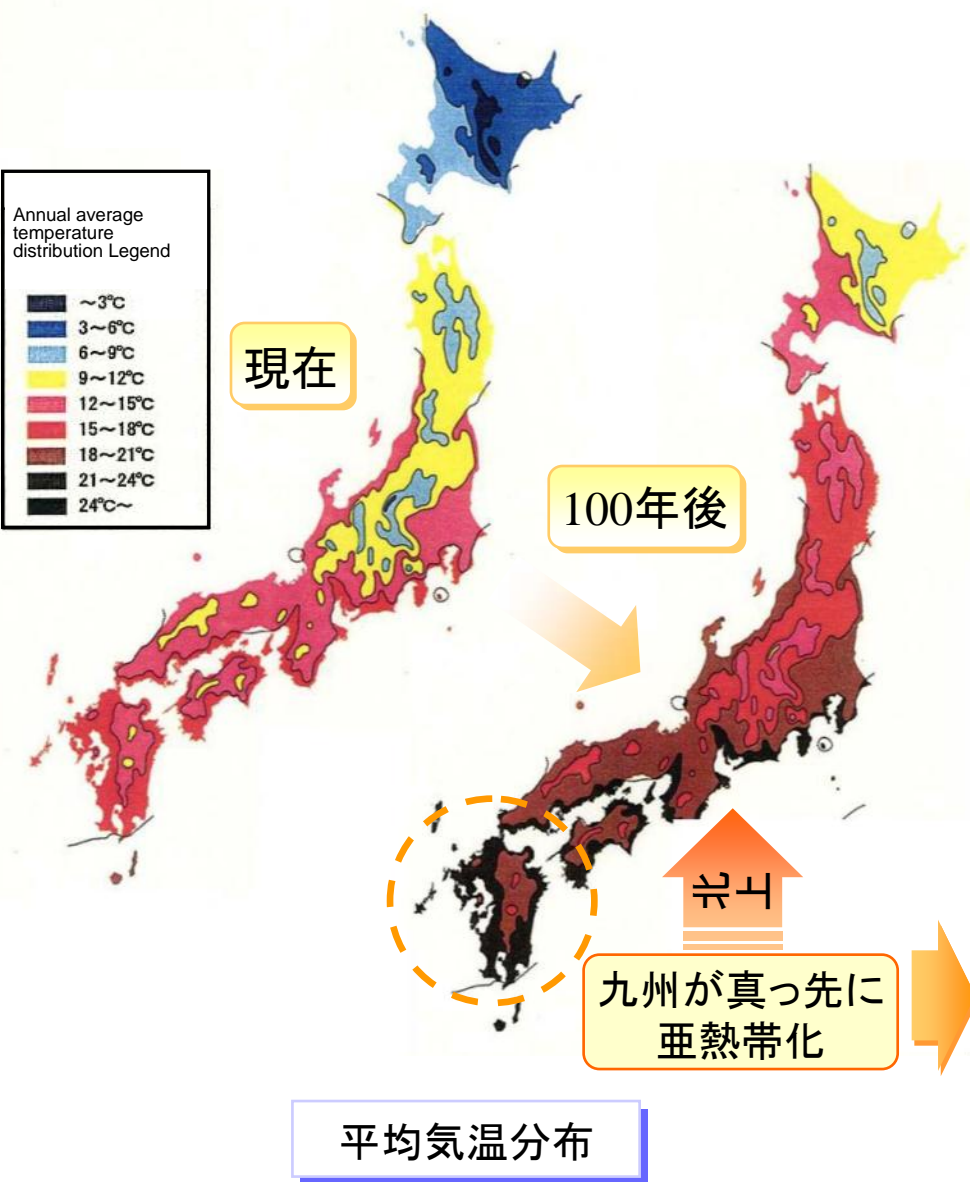 Annual average
temperature
distribution Legend
～3℃
3～6℃
6～9℃
9～12℃
12～15℃
15～18℃
18～21℃
21～24℃
24℃～
現在
100年後
北上
九州が真っ先に
亜熱帯化
平均気温分布